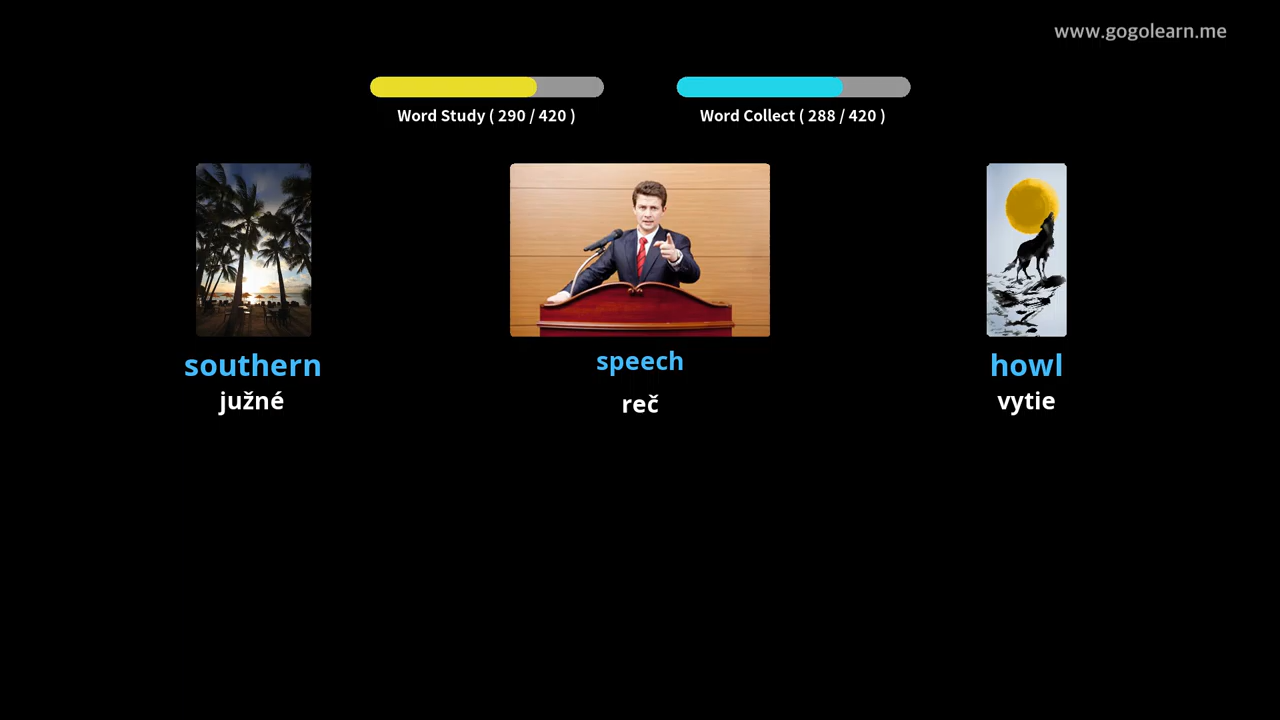 www.gogolearn.me
Word Study ( 290 / 420 )
Word Collect ( 288 / 420 )
southern
južné
speech
reč
howl
vytie